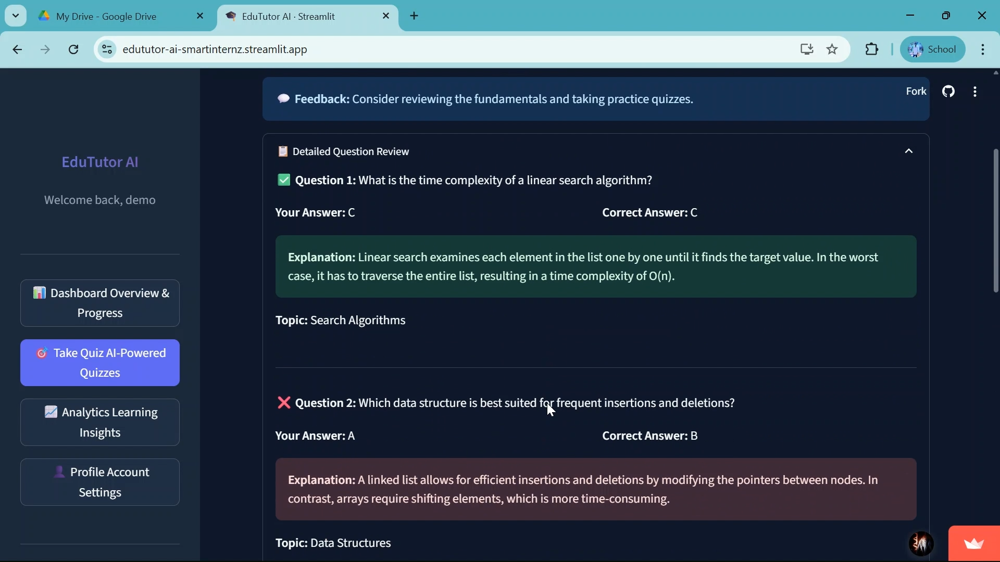 My Drive - Google Drive
EduTutor AI · Streamlit
edututor-ai-smartinternz.streamlit.app
School
Fork
EduTutor AI
Welcome back, demo
📊 Dashboard Overview &
Progress
🎯 Take Quiz AI-Powered
Quizzes
📈 Analytics Learning
Insights
👤 Profile Account
Settings
💬 Feedback: Consider reviewing the fundamentals and taking practice quizzes.
📋 Detailed Question Review
✅ Question 1: What is the time complexity of a linear search algorithm?
Your Answer: C
Correct Answer: C
Explanation: Linear search examines each element in the list one by one until it finds the target value. In the worst
case, it has to traverse the entire list, resulting in a time complexity of O(n).
Topic: Search Algorithms
❌ Question 2: Which data structure is best suited for frequent insertions and deletions?
Your Answer: A
Correct Answer: B
Explanation: A linked list allows for efficient insertions and deletions by modifying the pointers between nodes. In
contrast, arrays require shifting elements, which is more time-consuming.
Topic: Data Structures